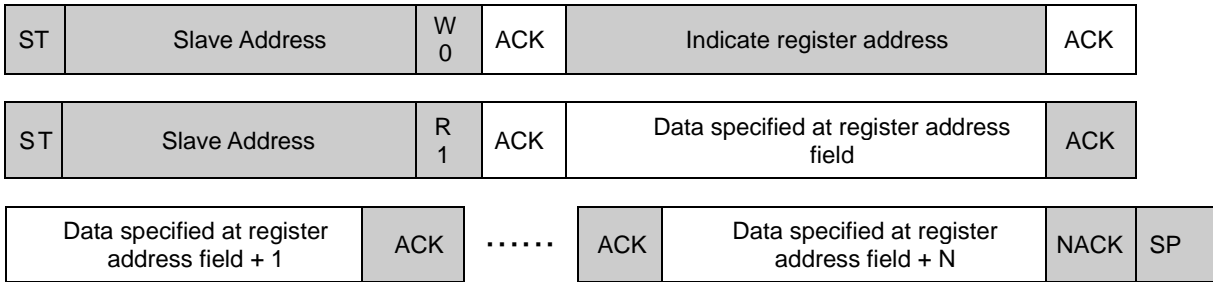 ST Slave Address W 0 ACK Indicate register address ACK
ST Slave Address R 1 ACK Data specified at register address field ACK
Data specified at register address field + 1 ACK ······ ACK Data specified at register address field + N NACK SP